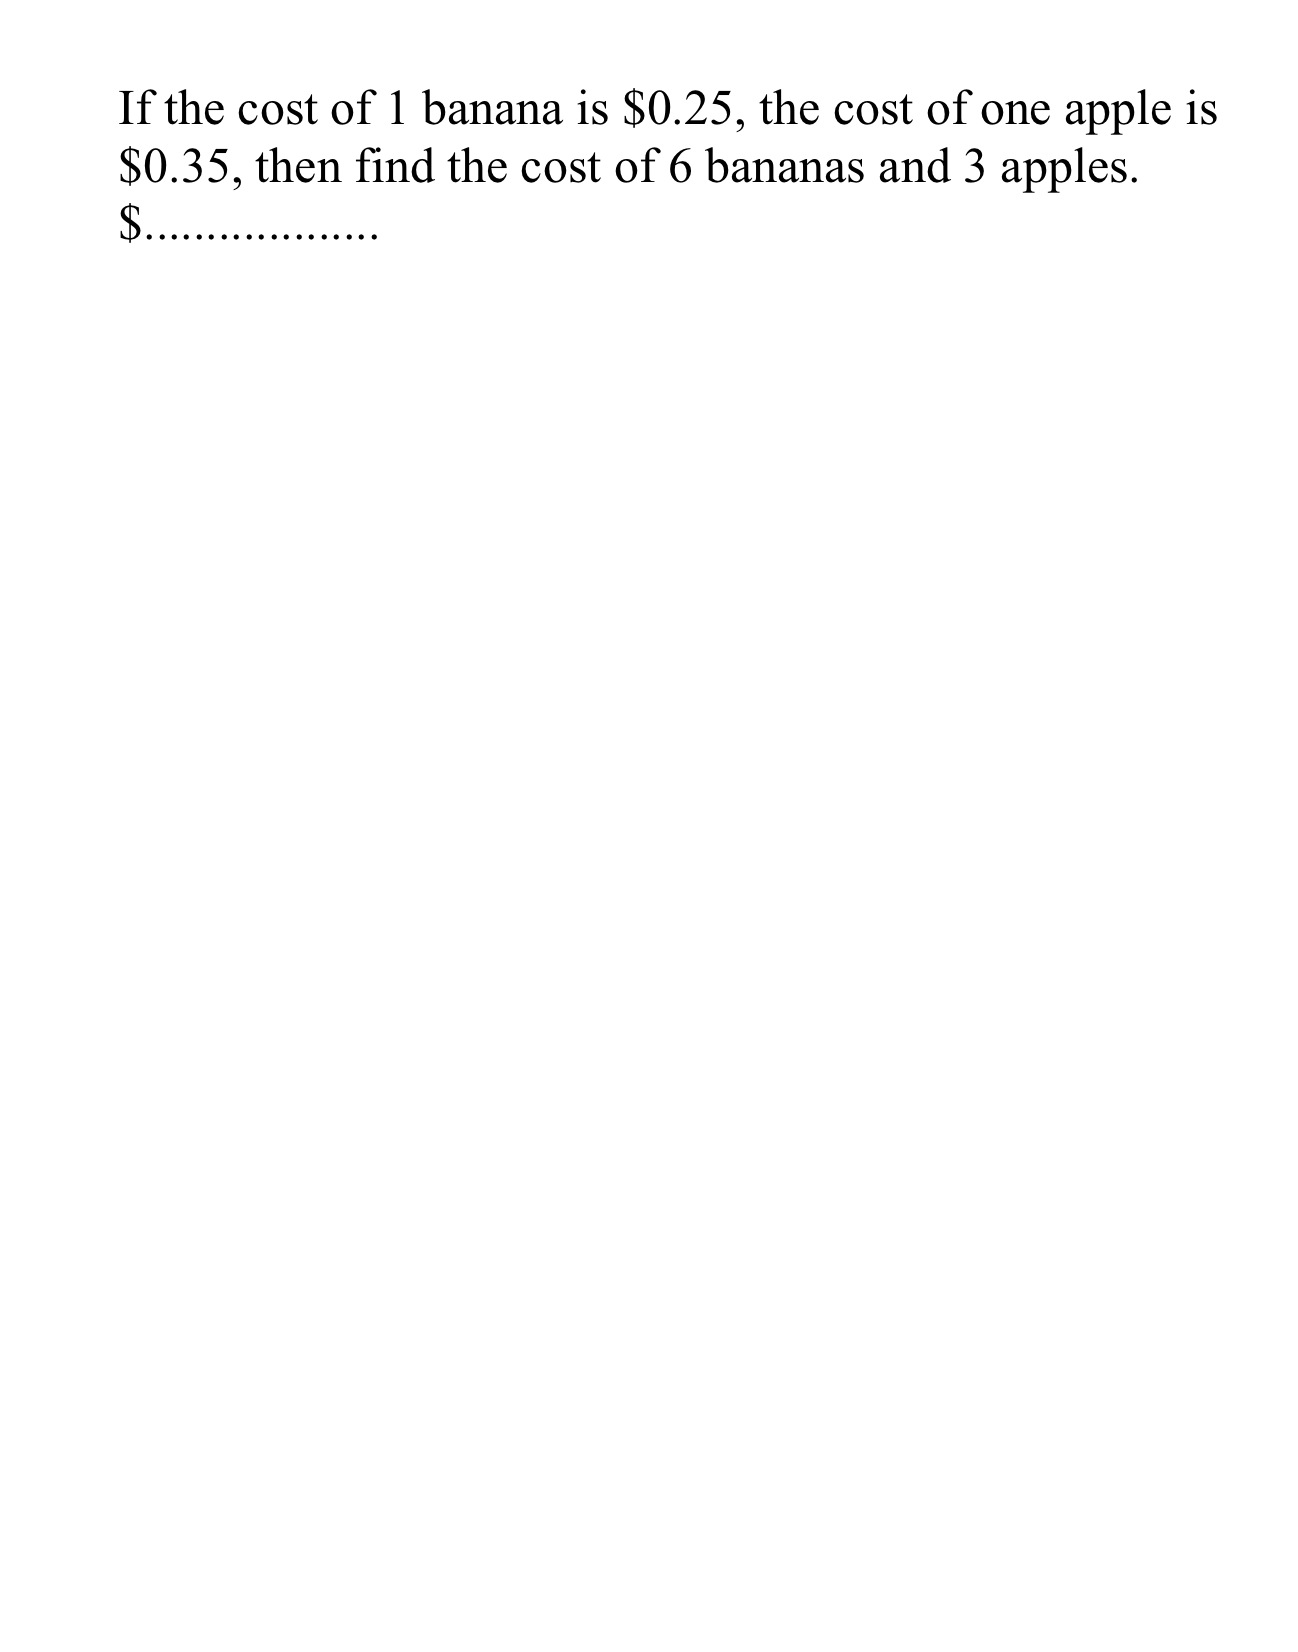 If the cost of 1 banana is $0.25, the cost of one apple is
$0.35, then find the cost of 6 bananas and 3 apples.
$...................